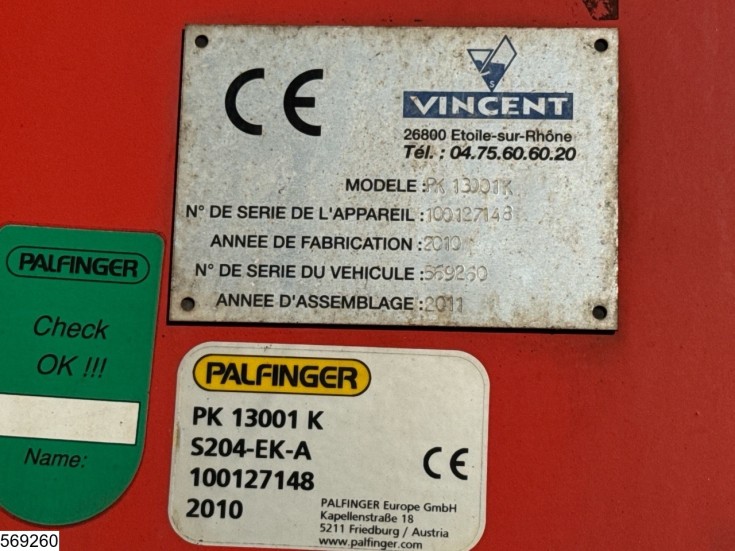 CE
S
VINCENT
26800 Etoile-sur-Rhône
Tél. : 04.75.60.60.20
MODELE : PK 13001K
N° DE SERIE DE L'APPAREIL : 100127148
ANNEE DE FABRICATION : 2010
N° DE SERIE DU VEHICULE : 569260
ANNEE D'ASSEMBLAGE : 2011
PALFINGER
Check
OK !!!
Name:
PALFINGER
PK 13001 K
S204-EK-A
100127148
2010
CE
PALFINGER Europe GmbH
Kapellenstraße 18
5211 Friedburg / Austria
www.palfinger.com
569260